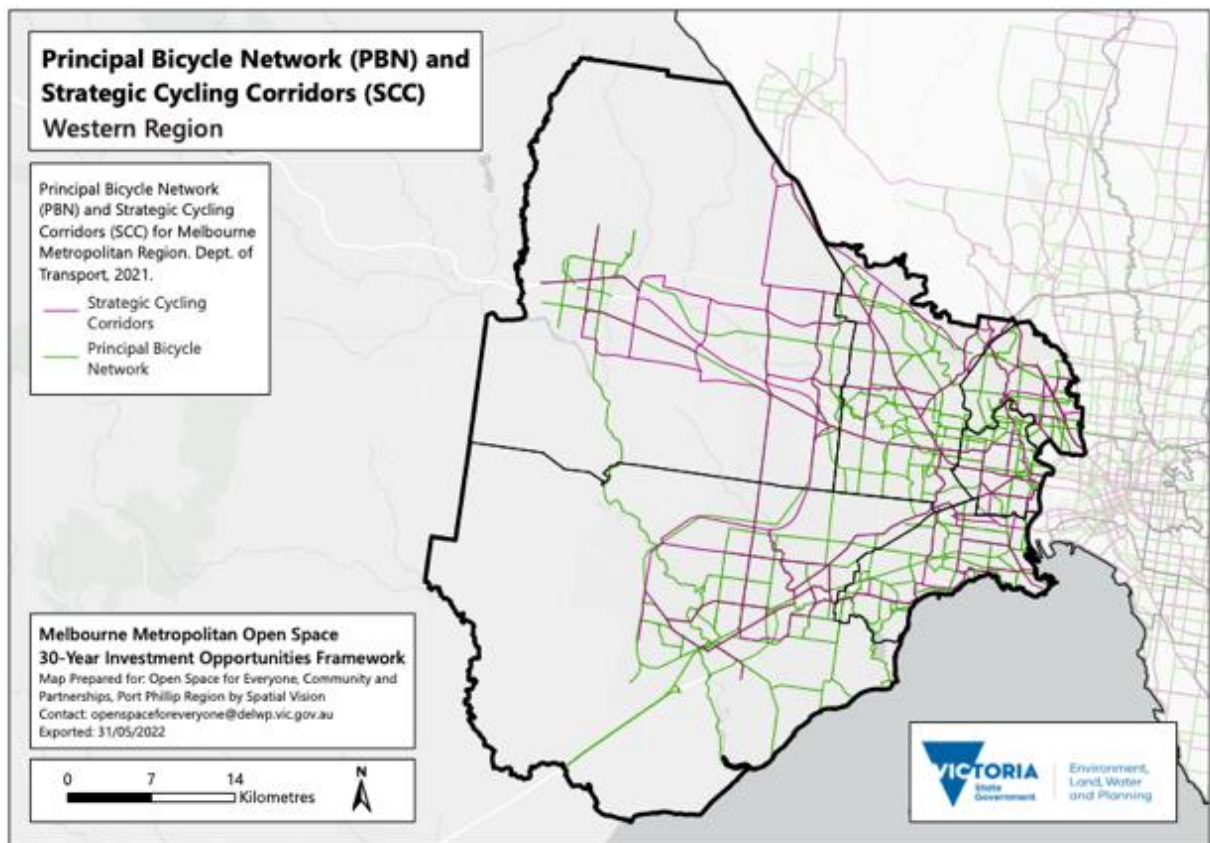 Principal Bicycle Network (PBN) and
Strategic Cycling Corridors (SCC)
Western Region
Principal Bicycle Network
(PBN) and Strategic Cycling
Corridors (SCC) for Melbourne
Metropolitan Region. Dept. of
Transport, 2021.
Strategic Cycling
Corridors
Principal Bicycle
Network
Melbourne Metropolitan Open Space
30-Year Investment Opportunities Framework
Map Prepared for: Open Space for Everyone, Community and
Partnerships, Port Phillip Region by Spatial Vision
Contact: openspaceforeveryone@delwp.vic.gov.au
Exported: 31/05/2022
0 7 14
Kilometres
N
VICTORIA
State
Government
Environment,
Land, Water
and Planning